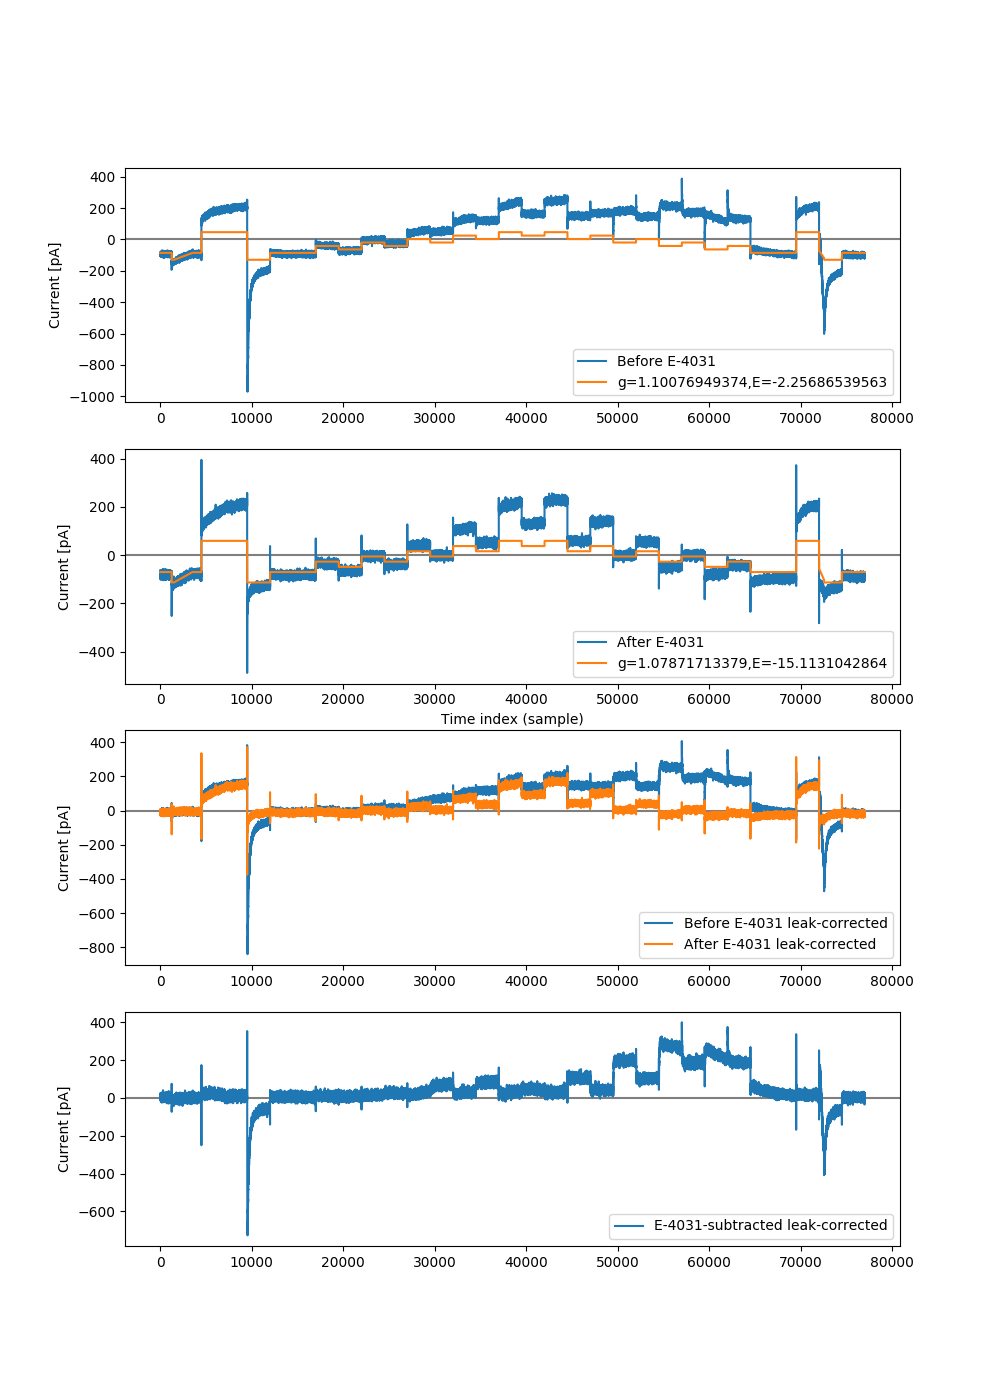 400
200
0
−200
−400
−600
−800
−1000
Current [pA]
Before E-4031
g=1.10076949374,E=-2.25686539563
0 10000 20000 30000 40000 50000 60000 70000 80000
400
200
0
−200
−400
Current [pA]
After E-4031
g=1.07871713379,E=-15.1131042864
0 10000 20000 30000 40000 50000 60000 70000 80000
Time index (sample)
400
200
0
−200
−400
−600
−800
Current [pA]
Before E-4031 leak-corrected
After E-4031 leak-corrected
0 10000 20000 30000 40000 50000 60000 70000 80000
400
200
0
−200
−400
−600
Current [pA]
E-4031-subtracted leak-corrected
0 10000 20000 30000 40000 50000 60000 70000 80000